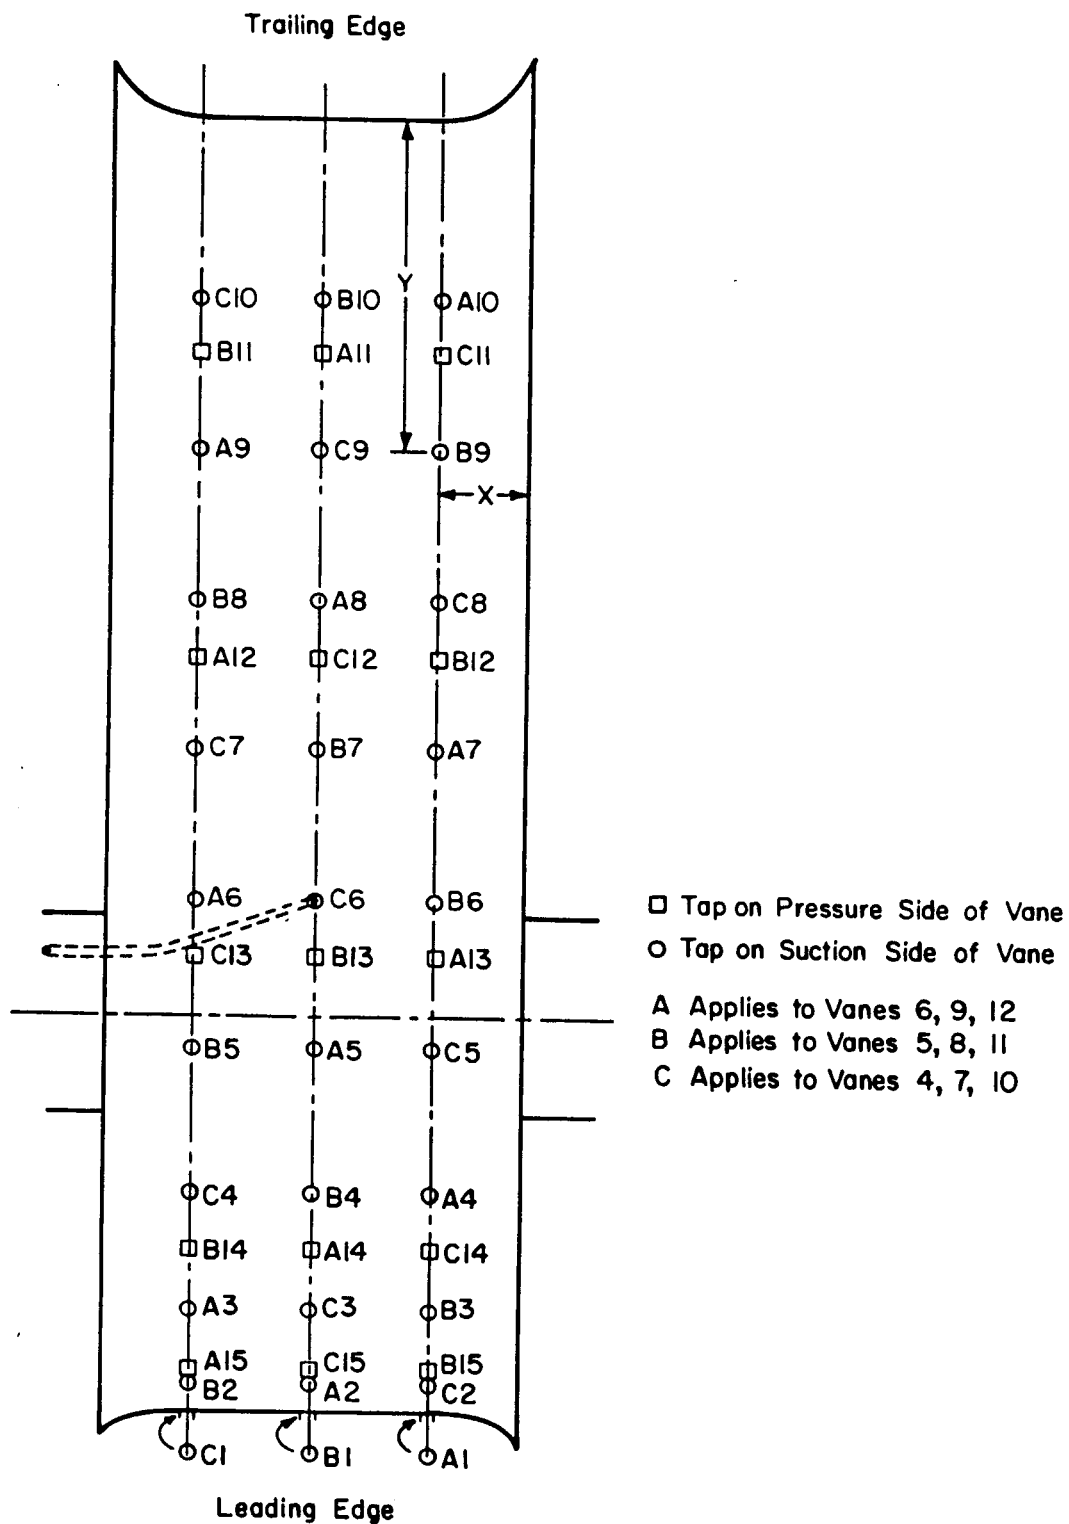 Trailing Edge
C10 B10 A10
B11 A11 C11
Y
A9 C9 B9
X
B8 A8 C8
A12 C12 B12
C7 B7 A7
A6 C6 B6
C13 B13 A13
B5 A5 C5
C4 B4 A4
B14 A14 C14
A3 C3 B3
A15 C15 B15
B2 A2 C2
C1 B1 A1
Leading Edge
Tap on Pressure Side of Vane
Tap on Suction Side of Vane
A Applies to Vanes 6, 9, 12
B Applies to Vanes 5, 8, 11
C Applies to Vanes 4, 7, 10